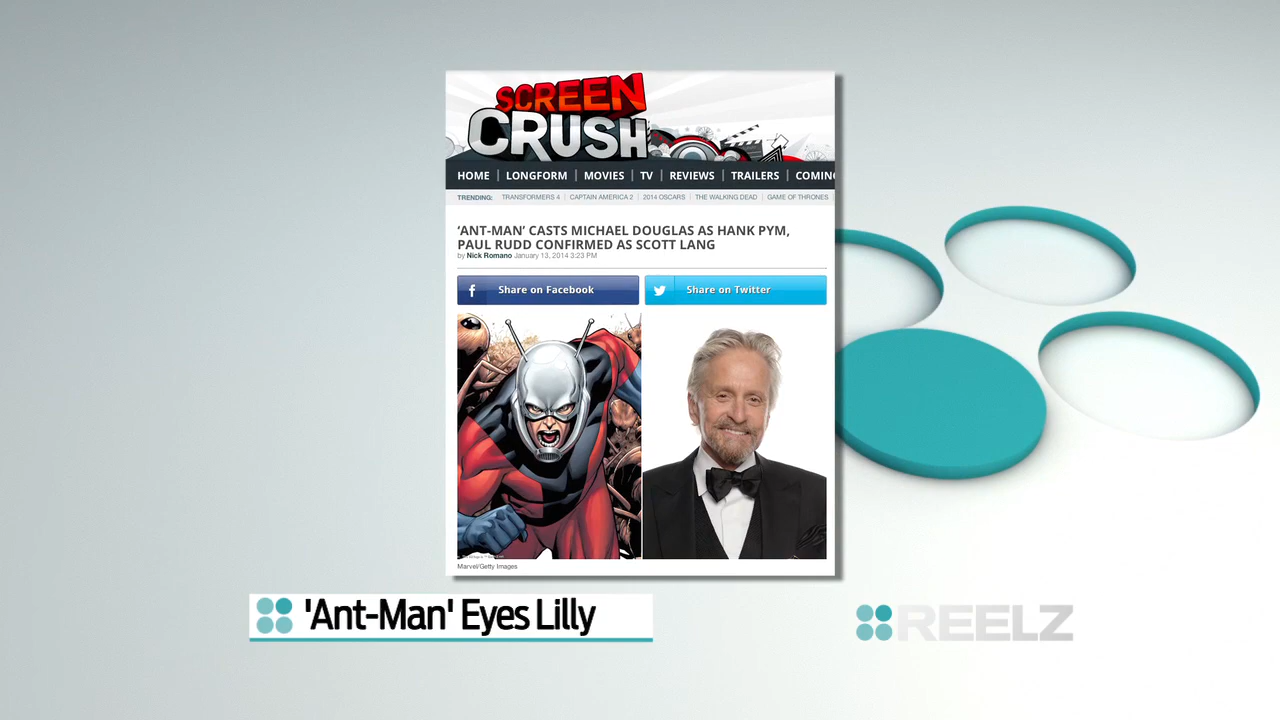 SCREEN
CRUSH
HOME | LONGFORM | MOVIES | TV | REVIEWS | TRAILERS | COMING
TRENDING: TRANSFORMERS 4 | CAPTAIN AMERICA 2 | 2014 OSCARS | THE WALKING DEAD | GAME OF THRONES
‘ANT-MAN’ CASTS MICHAEL DOUGLAS AS HANK PYM,
PAUL RUDD CONFIRMED AS SCOTT LANG
by Nick Romano January 13, 2014 3:23 PM
Share on Facebook
Share on Twitter
Marvel/Getty Images
'Ant-Man' Eyes Lilly
REELZ